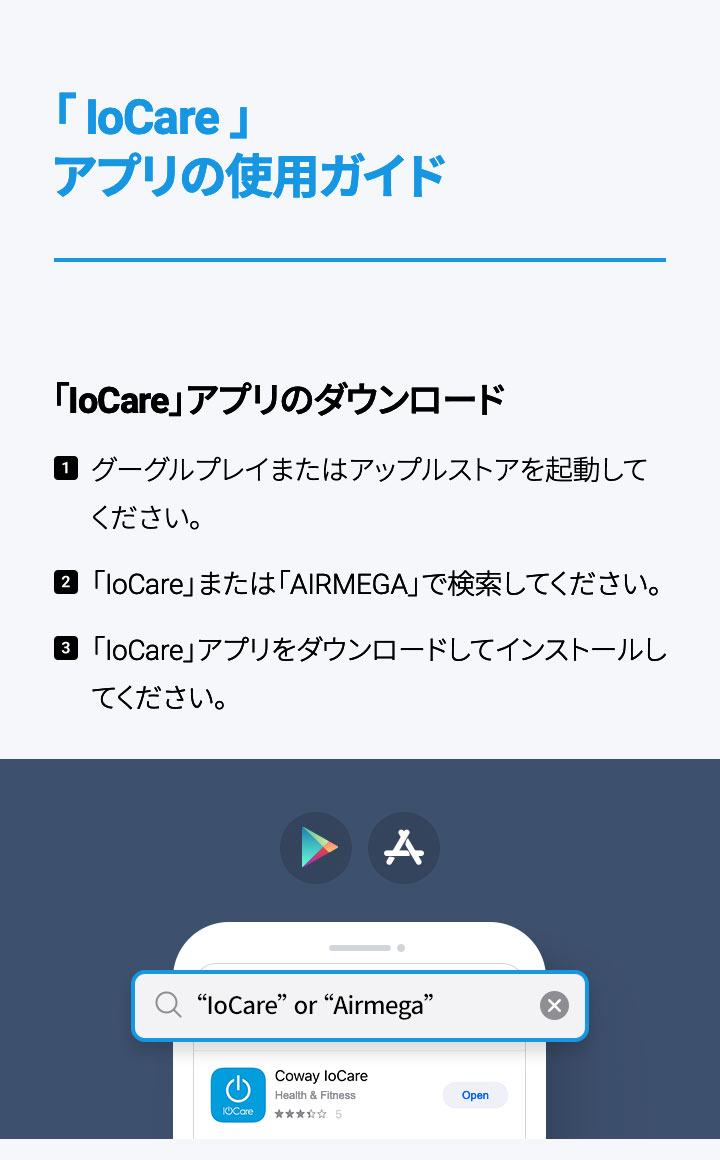 「 IoCare 」
アプリの使用ガイド
「IoCare」アプリのダウンロード
1 グーグルプレイまたはアップルストアを起動して
ください。
2 「IoCare」または「AIRMEGA」で検索してください。
3 「IoCare」アプリをダウンロードしてインストールし
てください。
“IoCare” or “Airmega”
Coway IoCare
Health & Fitness
Open
5
IOCare